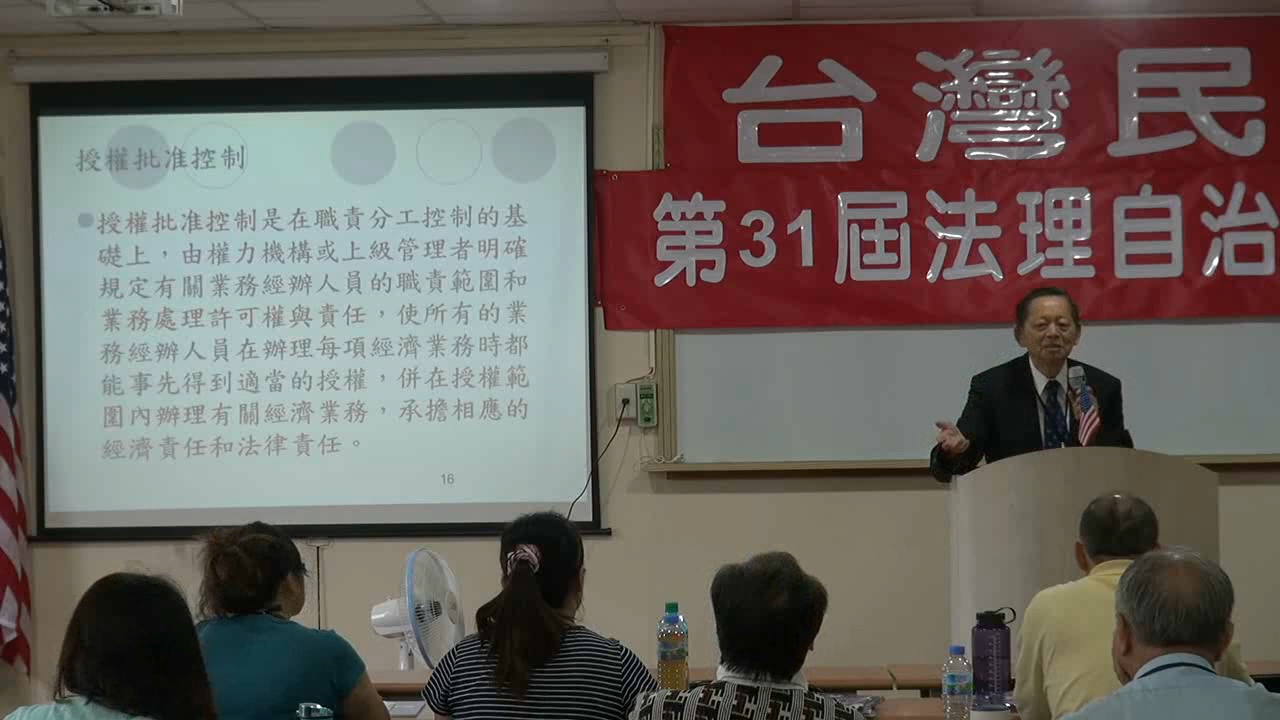 授權批准控制
授權批准控制是在職責分工控制的基
礎上，由權力機構或上級管理者明確
規定有關業務經辦人員的職責範圍和
業務處理許可權與責任，使所有的業
務經辦人員在辦理每項經濟業務時都
能事先得到適當的授權，併在授權範
圍內辦理有關經濟業務，承擔相應的
經濟責任和法律責任。
16
台灣民
第31屆法理自治